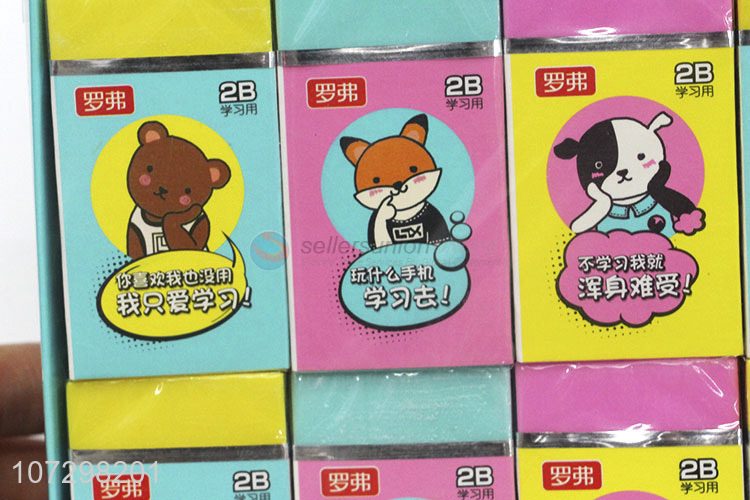 罗弗
2B
学习用
你喜欢我也没用
我只爱学习!
罗弗
2B
学习用
LTX
玩什么手机
学习去!
罗弗
2B
学习用
不学习我就
浑身难受!
sellersunion
罗弗
2B
学习用
罗弗
2B
学习用
罗弗
2B
学习用
107298201